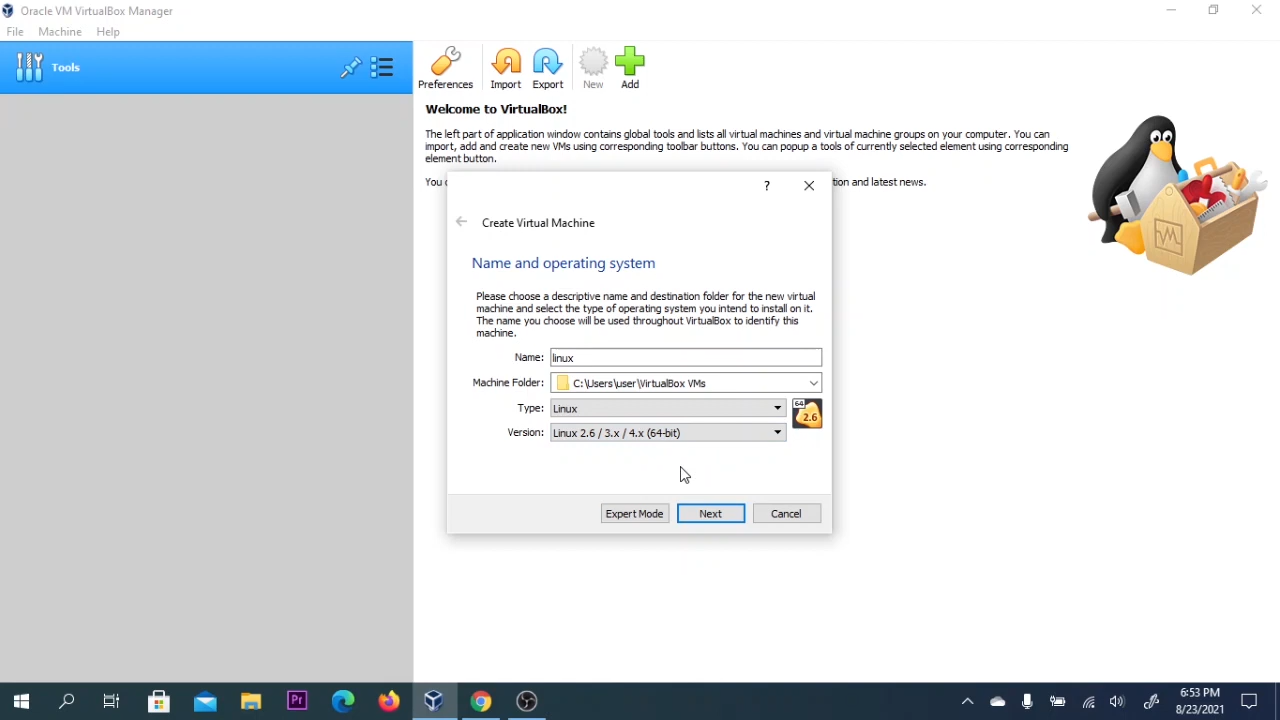 Oracle VM VirtualBox Manager
File Machine Help
Tools
Preferences Import Export New Add
Welcome to VirtualBox!
The left part of application window contains global tools and lists all virtual machines and virtual machine groups on your computer. You can
import, add and create new VMs using corresponding toolbar buttons. You can popup a tools of currently selected element using corresponding
element button.
You c
tion and latest news.
?
Create Virtual Machine
Name and operating system
Please choose a descriptive name and destination folder for the new virtual
machine and select the type of operating system you intend to install on it.
The name you choose will be used throughout VirtualBox to identify this
machine.
Name: linux
Machine Folder: C:\Users\user\VirtualBox VMs
Type: Linux
64
2.6
Version: Linux 2.6 / 3.x / 4.x (64-bit)
Expert Mode Next Cancel
Pr
6:53 PM
8/23/2021